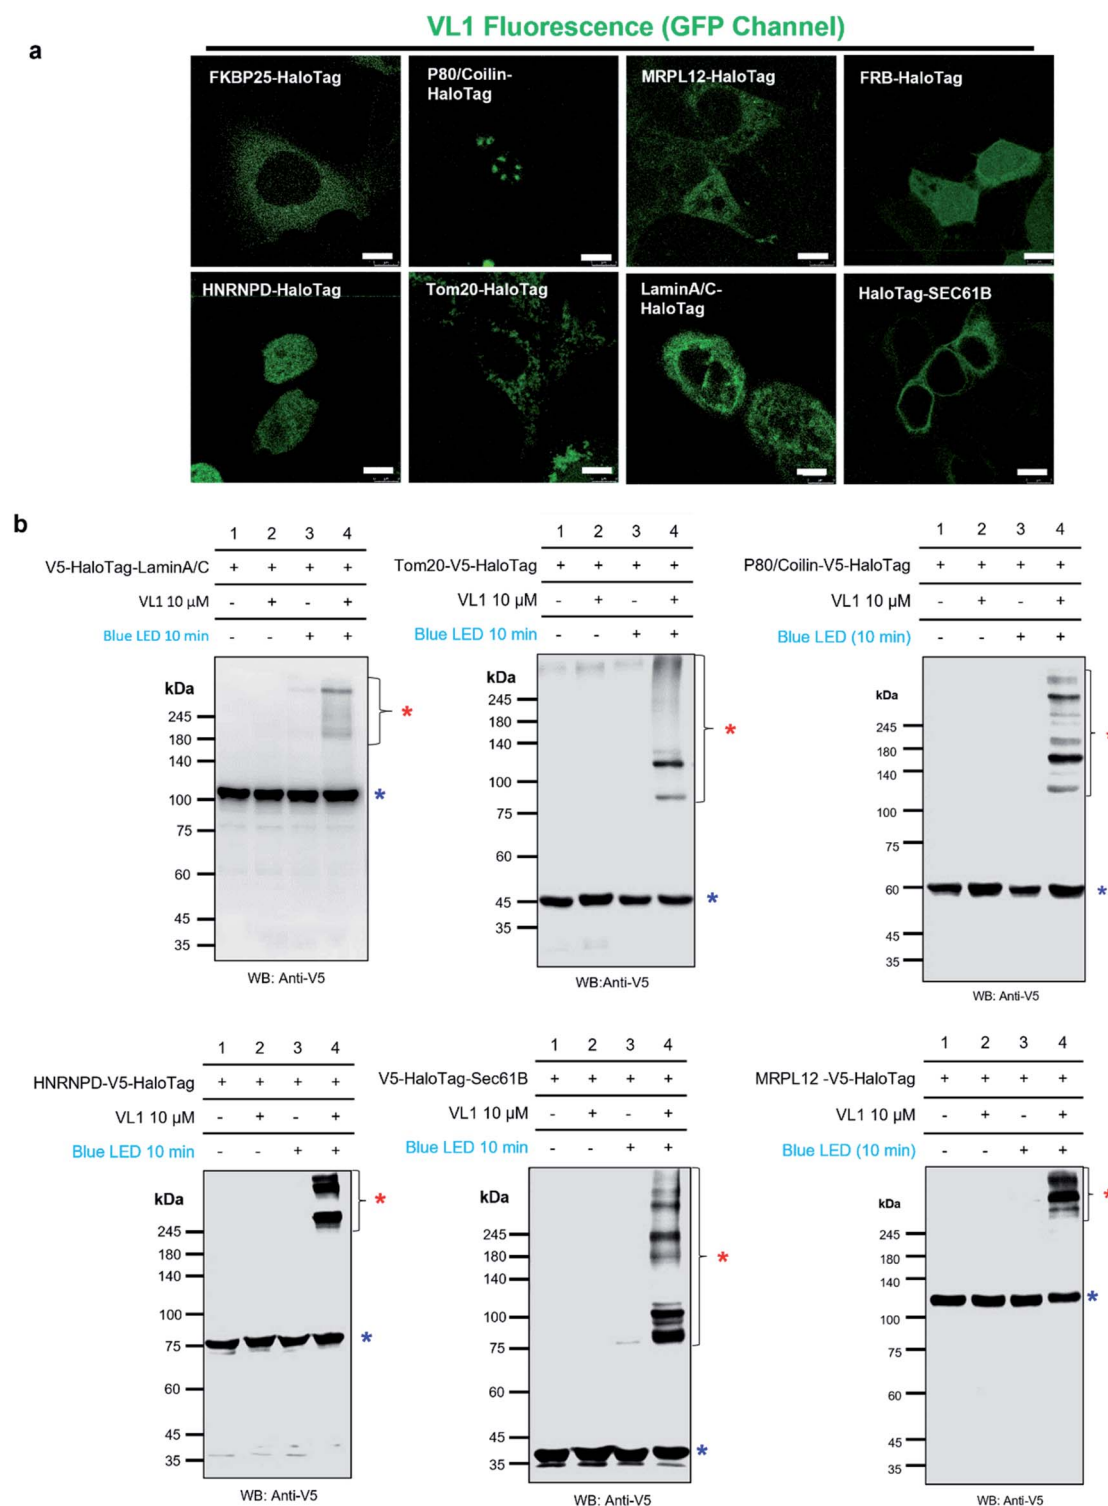 VL1 Fluorescence (GFP Channel)
a
FKBP25-HaloTag
P80/Coilin-
HaloTag
MRPL12-HaloTag
FRB-HaloTag
HNRNPD-HaloTag
Tom20-HaloTag
LaminA/C-
HaloTag
HaloTag-SEC61B
b
1 2 3 4
V5-HaloTag-LaminA/C + + + +
VL1 10 µM - + - +
Blue LED 10 min - - + +
kDa
245
180
140
100
75
60
45
35
*
*
WB: Anti-V5
1 2 3 4
Tom20-V5-HaloTag + + + +
VL1 10 µM - + - +
Blue LED 10 min - - + +
kDa
245
180
140
100
75
60
45
35
*
*
WB:Anti-V5
1 2 3 4
P80/Coilin-V5-HaloTag + + + +
VL1 10 µM - + - +
Blue LED (10 min) - - + +
kDa
245
180
140
100
75
60
45
35
*
*
WB: Anti-V5
1 2 3 4
HNRNPD-V5-HaloTag + + + +
VL1 10 µM - + - +
Blue LED 10 min - - + +
kDa
245
180
140
100
75
60
45
35
*
*
WB: Anti-V5
1 2 3 4
V5-HaloTag-Sec61B + + + +
VL1 10 µM - + - +
Blue LED 10 min - - + +
kDa
245
180
140
100
75
60
45
35
*
*
WB: Anti-V5
1 2 3 4
MRPL12 -V5-HaloTag + + + +
VL1 10 µM - + - +
Blue LED (10 min) - - + +
kDa
245
180
140
100
75
60
45
35
*
*
WB: Anti-V5